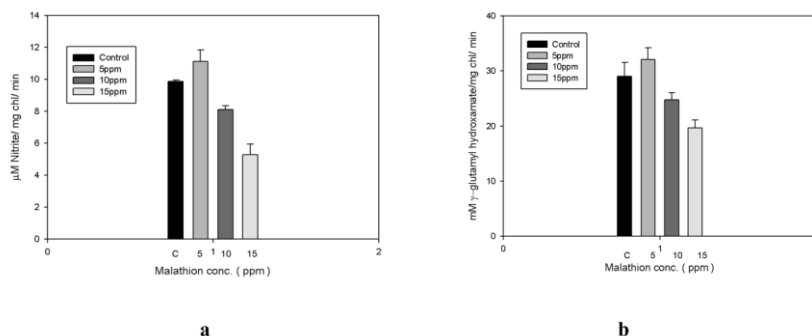 14
12
10
8
6
4
2
0
µM Nitrite/ mg chl/ min
Control
5ppm
10ppm
15ppm
0
C
5
1
10
15
2
Malathion conc. ( ppm )
a
40
30
20
10
0
mM γ-glutamyl hydroxamate/mg chl/ min
Control
5ppm
10ppm
15ppm
0
C
5
1
10
15
Malathion conc. ( ppm )
b